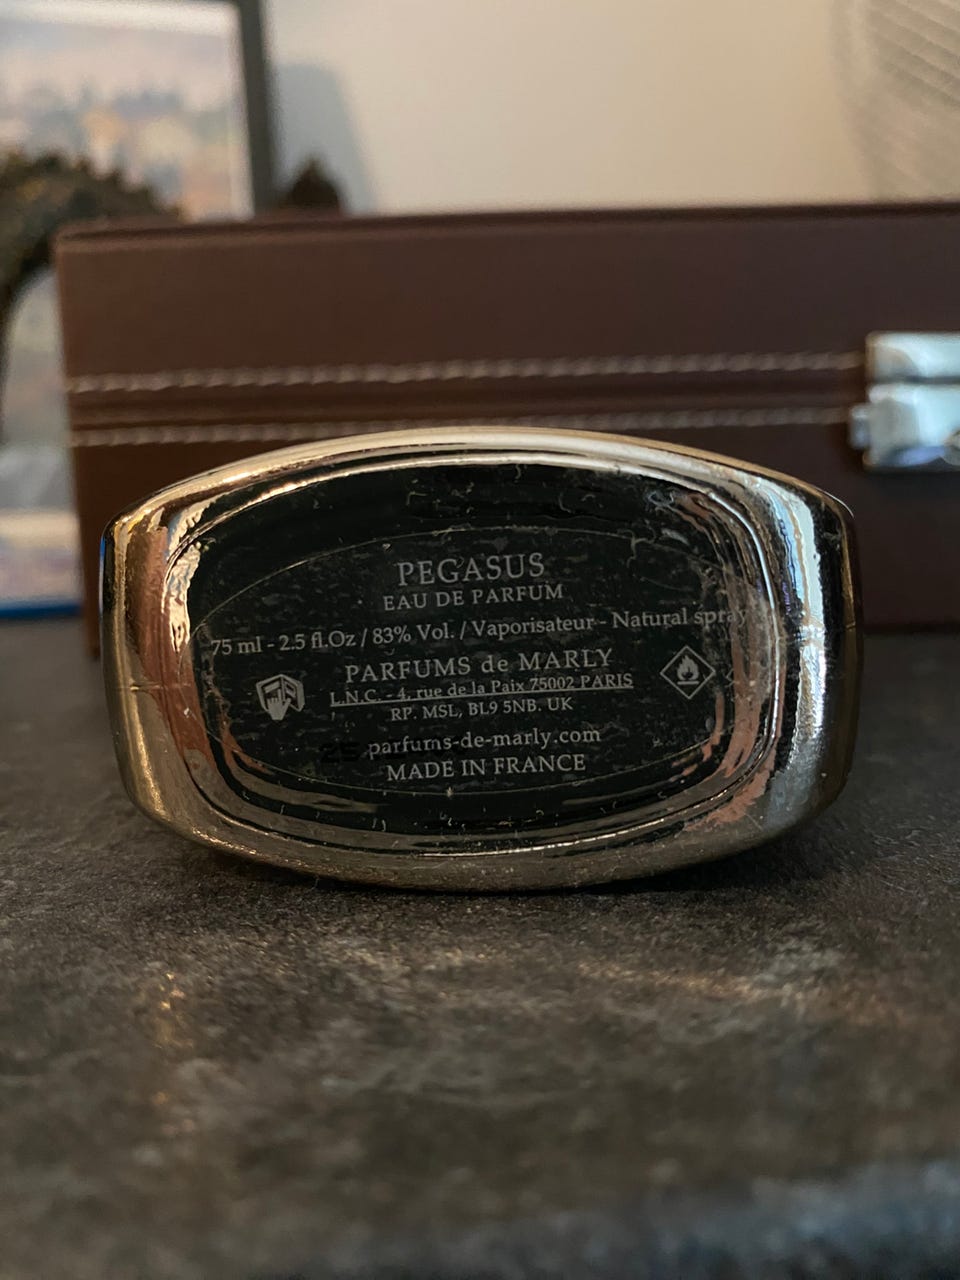 PEGASUS
EAU DE PARFUM
75 ml - 2.5 fl.Oz / 83% Vol. / Vaporisateur - Natural spray
PARFUMS de MARLY
L.N.C. - 4, rue de la Paix 75002 PARIS
RP. MSL, BL9 5NB. UK
parfums-de-marly.com
MADE IN FRANCE